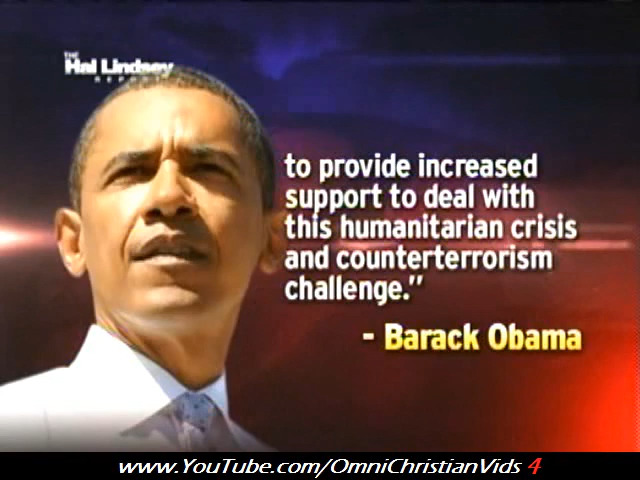 THE
Hal Lindsey
REPORT
to provide increased
support to deal with
this humanitarian crisis
and counterterrorism
challenge.”
- Barack Obama
www.YouTube.com/OmniChristianVids 4